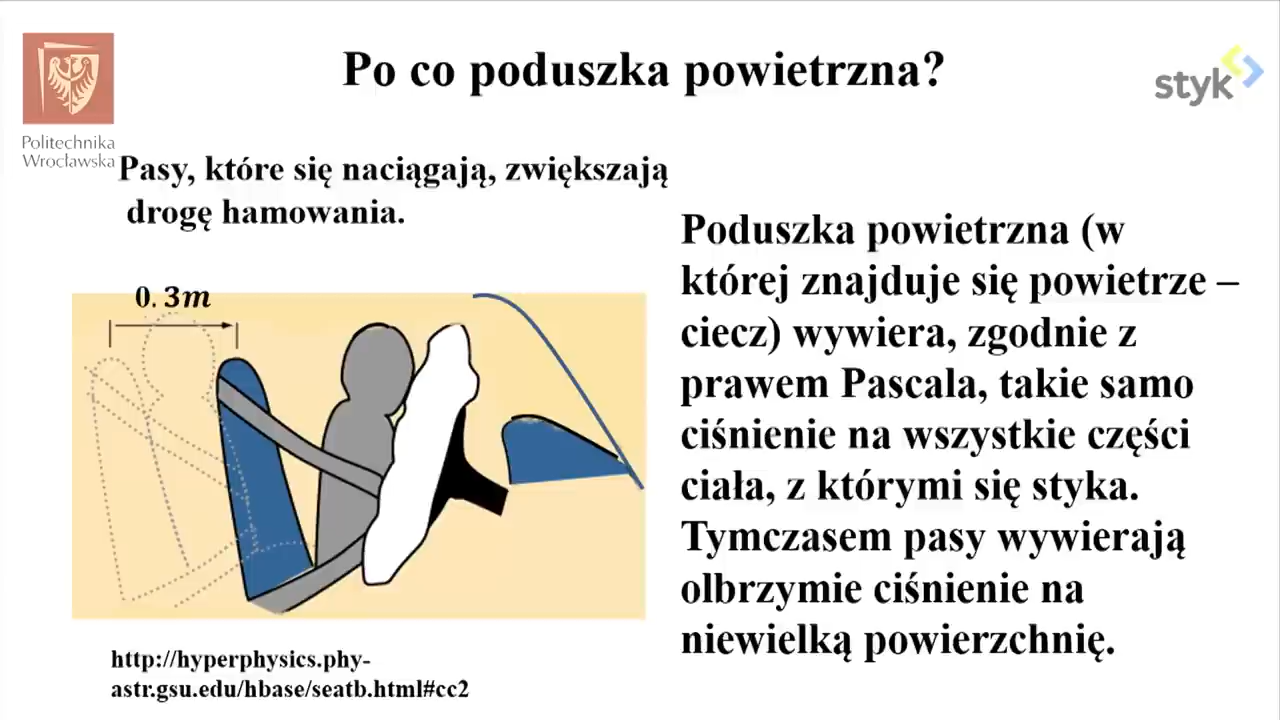 Po co poduszka powietrzna?
styk
Politechnika
Wrocławska
Pasy, które się naciągają, zwiększają
drogę hamowania.
0.3m
Poduszka powietrzna (w
której znajduje się powietrze –
ciecz) wywiera, zgodnie z
prawem Pascala, takie samo
ciśnienie na wszystkie części
ciała, z którymi się styka.
Tymczasem pasy wywierają
olbrzymie ciśnienie na
niewielką powierzchnię.
http://hyperphysics.phy-
astr.gsu.edu/hbase/seatb.html#cc2